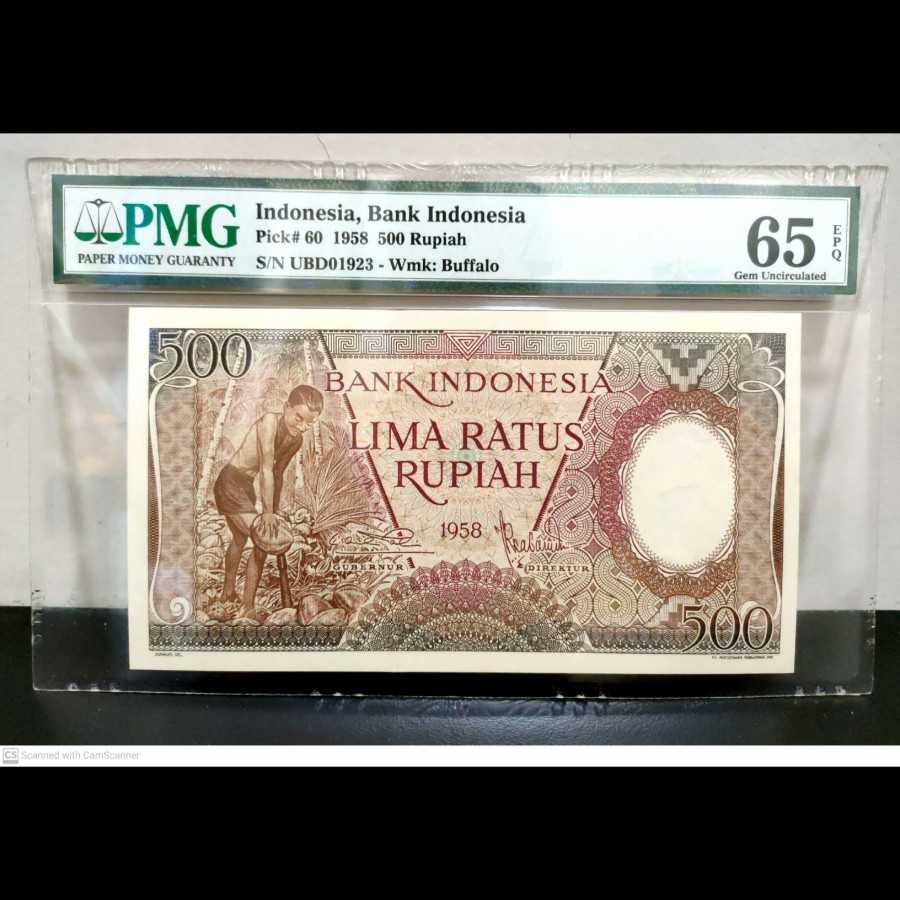 PMG
PAPER MONEY GUARANTY
Indonesia, Bank Indonesia
Pick# 60 1958 500 Rupiah
S/N UBD01923 - Wmk: Buffalo
65
EPQ
Gem Uncirculated
500
BANK INDONESIA
LIMA RATUS
RUPIAH
1958
GUBERNUR
DIREKTUR
500
CS Scanned with CamScanner